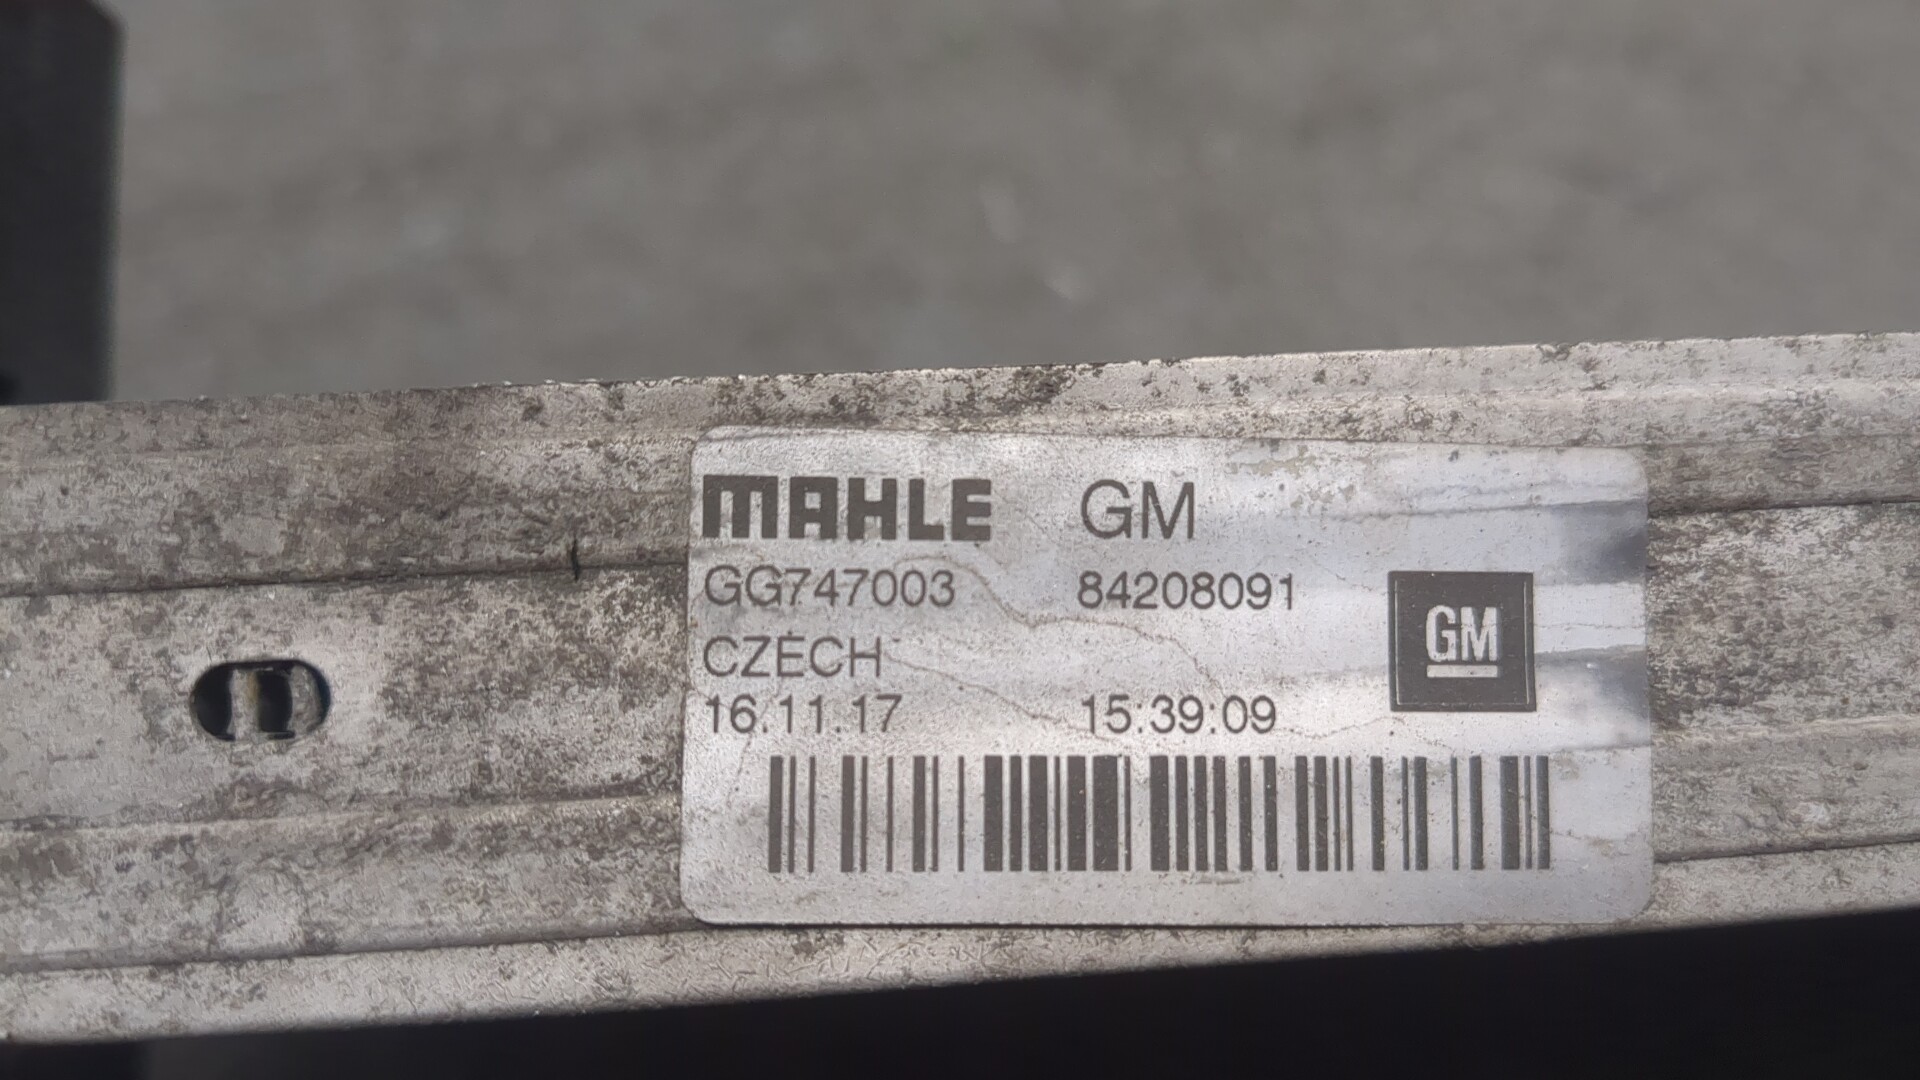 MAHLE GM
GG747003 84208091
GM
CZECH
16.11.17 15:39:09